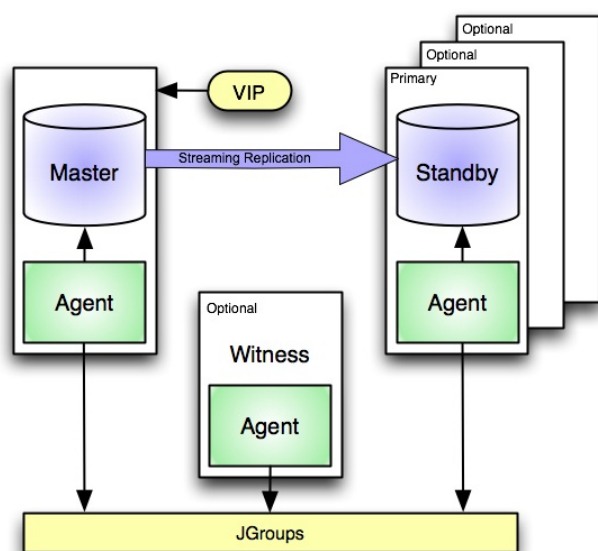 Optional
Optional
Primary
VIP
Master
Streaming Replication
Standby
Agent
Agent
Optional
Witness
Agent
JGroups